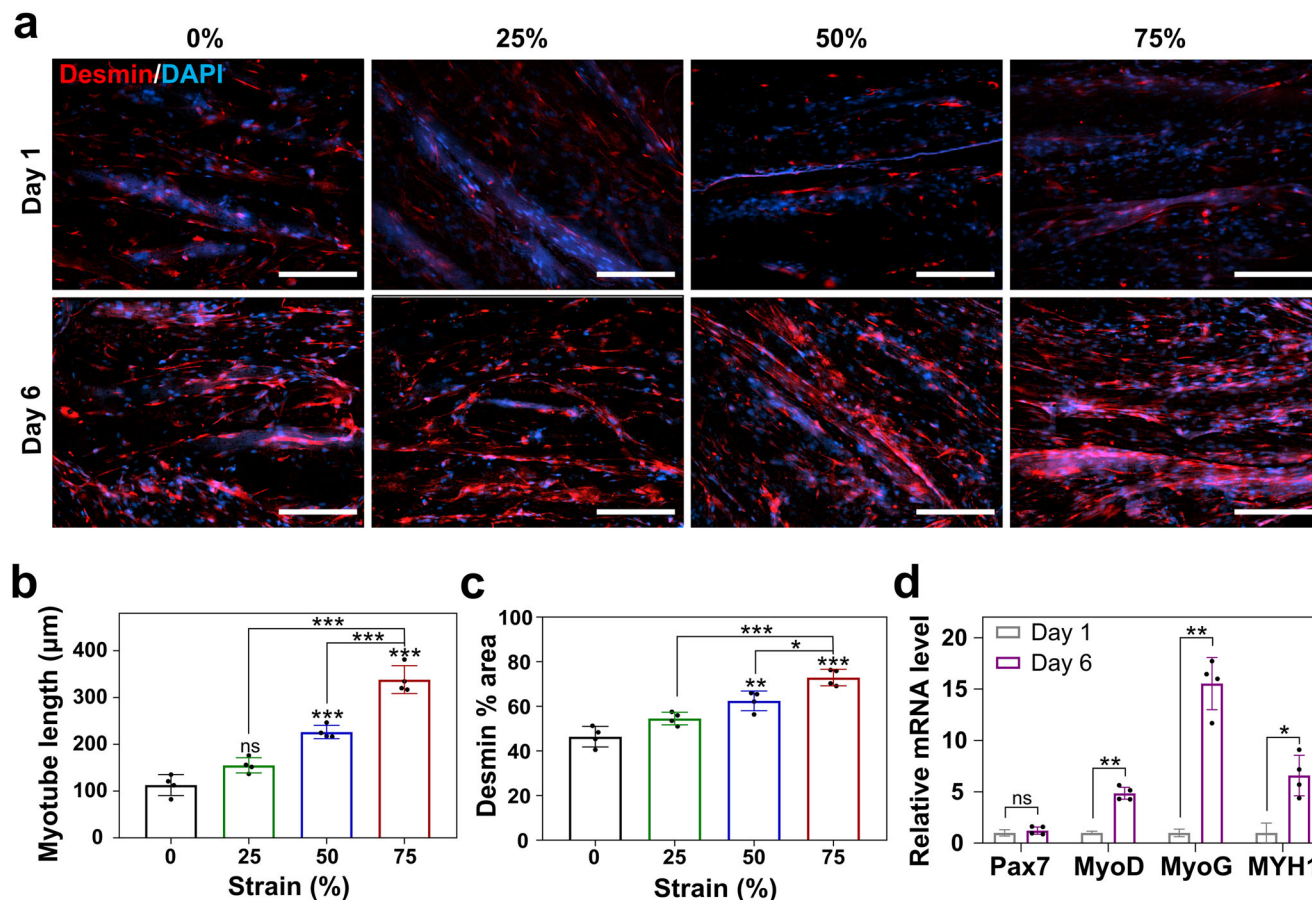 a
0% 25% 50% 75%
Desmin/DAPI
Day 1
Day 6
b
Myotube length (µm)
400
300
200
100
0
***
***
***
***
ns
0 25 50 75
Strain (%)
c
Desmin % area
100
80
60
40
20
0
***
*
***
**
0 25 50 75
Strain (%)
d
Relative mRNA level
20
15
10
5
0
Day 1
Day 6
ns
**
**
*
Pax7 MyoD MyoG MYH1